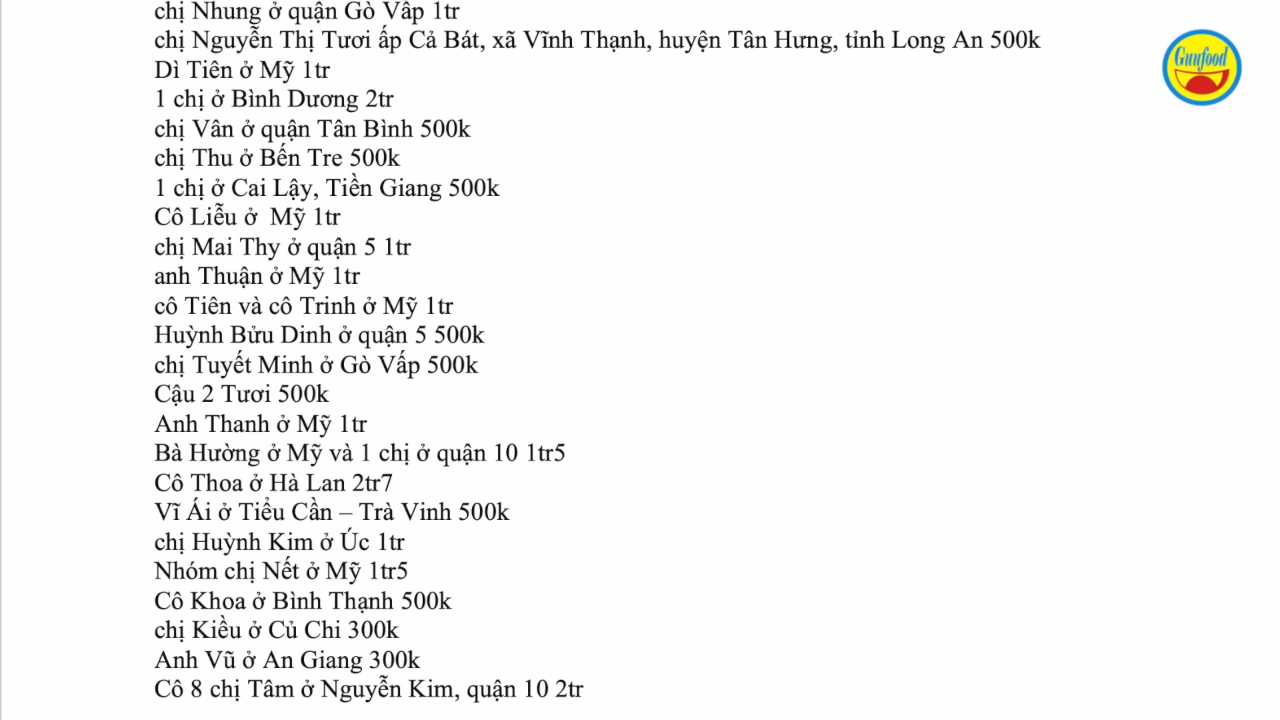 chị Nhung ở quận Gò Vấp 1tr
chị Nguyễn Thị Tươi ấp Cả Bát, xã Vĩnh Thạnh, huyện Tân Hưng, tỉnh Long An 500k
Gunfood
Dì Tiên ở Mỹ 1tr
1 chị ở Bình Dương 2tr
chị Vân ở quận Tân Bình 500k
chị Thu ở Bến Tre 500k
1 chị ở Cai Lậy, Tiền Giang 500k
Cô Liễu ở  Mỹ 1tr
chị Mai Thy ở quận 5 1tr
anh Thuận ở Mỹ 1tr
cô Tiên và cô Trinh ở Mỹ 1tr
Huỳnh Bửu Dinh ở quận 5 500k
chị Tuyết Minh ở Gò Vấp 500k
Cậu 2 Tươi 500k
Anh Thanh ở Mỹ 1tr
Bà Hường ở Mỹ và 1 chị ở quận 10 1tr5
Cô Thoa ở Hà Lan 2tr7
Vĩ Ái ở Tiểu Cần – Trà Vinh 500k
chị Huỳnh Kim ở Úc 1tr
Nhóm chị Nết ở Mỹ 1tr5
Cô Khoa ở Bình Thạnh 500k
chị Kiều ở Củ Chi 300k
Anh Vũ ở An Giang 300k
Cô 8 chị Tâm ở Nguyễn Kim, quận 10 2tr